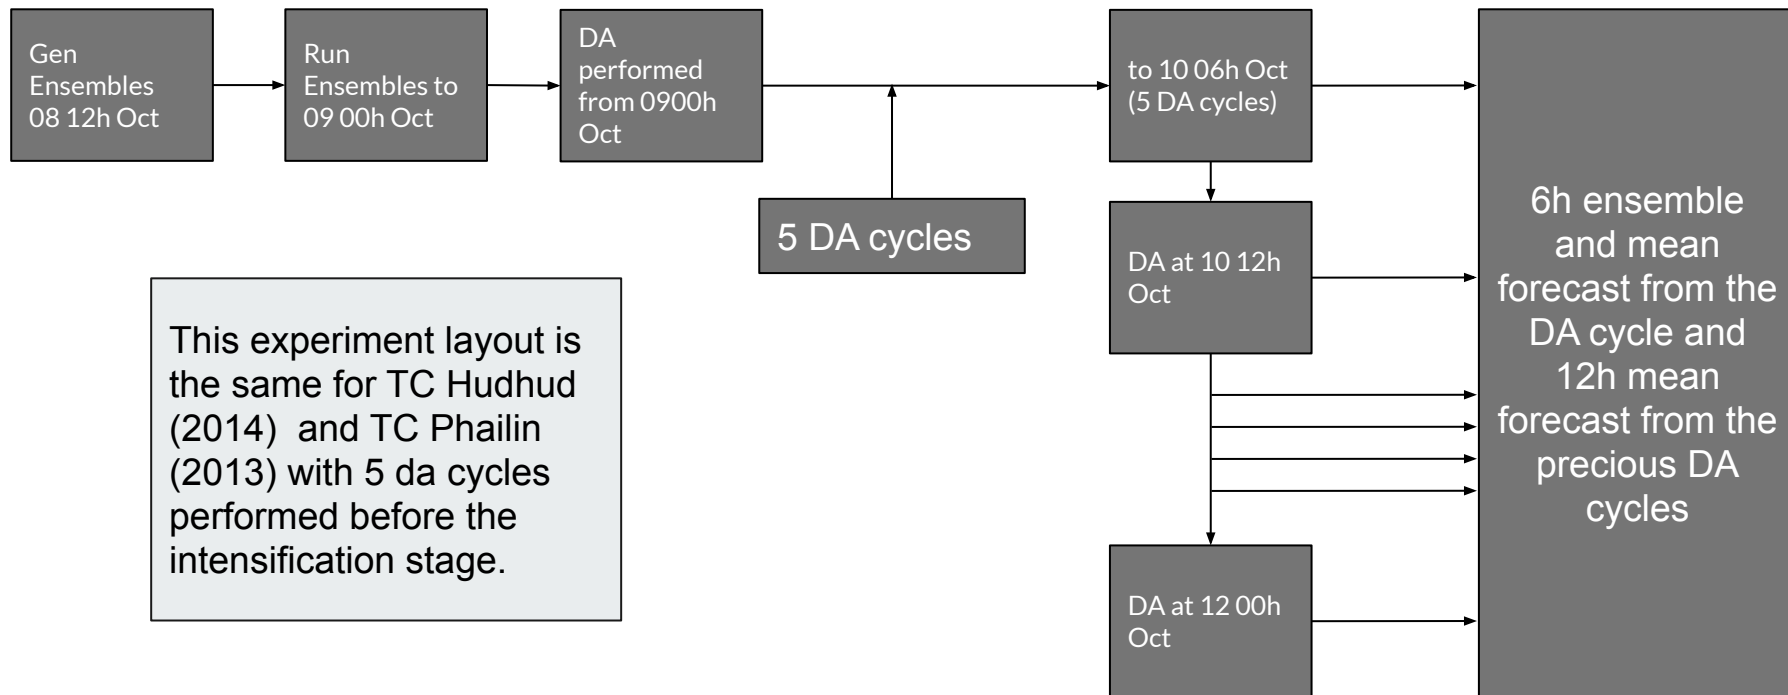 Gen
Ensembles
08 12h Oct
Run
Ensembles to
09 00h Oct
DA
performed
from 0900h
Oct
to 10 06h Oct
(5 DA cycles)
5 DA cycles
DA at 10 12h
Oct
DA at 12 00h
Oct
6h ensemble
and mean
forecast from the
DA cycle and
12h mean
forecast from the
precious DA
cycles
This experiment layout is
the same for TC Hudhud
(2014)  and TC Phailin
(2013) with 5 da cycles
performed before the
intensification stage.